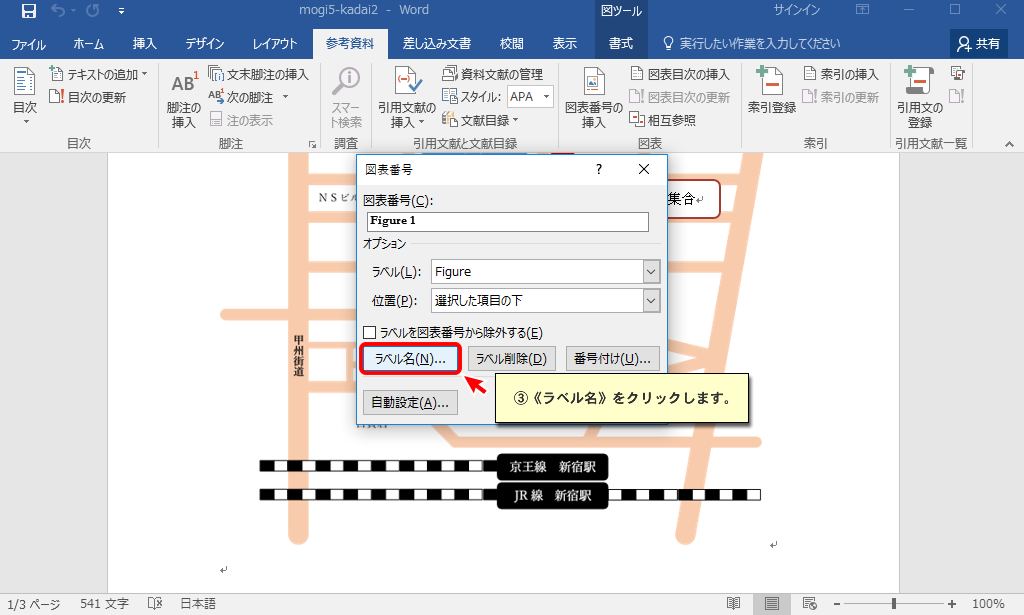 mogi5-kadai2 - Word
図ツール
サインイン
ファイル
ホーム
挿入
デザイン
レイアウト
参考資料
差し込み文書
校閲
表示
書式
実行したい作業を入力してください
共有
目次
テキストの追加
目次の更新
目次
AB1
脚注の
挿入
文末脚注の挿入
AB1 次の脚注
注の表示
脚注
スマー
ト検索
調査
引用文献の
挿入
資料文献の管理
スタイル: APA
文献目録
引用文献と文献目録
図表番号の
挿入
図表目次の挿入
図表目次の更新
相互参照
図表
索引登録
索引の挿入
索引の更新
索引
引用文の
登録
引用文献一覧
図表番号
?
ＮＳビル
集合
図表番号(C):
Figure 1
オプション
ラベル(L): Figure
位置(P): 選択した項目の下
ラベルを図表番号から除外する(E)
ラベル名(N)...
ラベル削除(D)
番号付け(U)...
自動設定(A)...
③《ラベル名》をクリックします。
甲州街道
京王線 新宿駅
JR 線 新宿駅
1/3 ページ
541 文字
日本語
100%